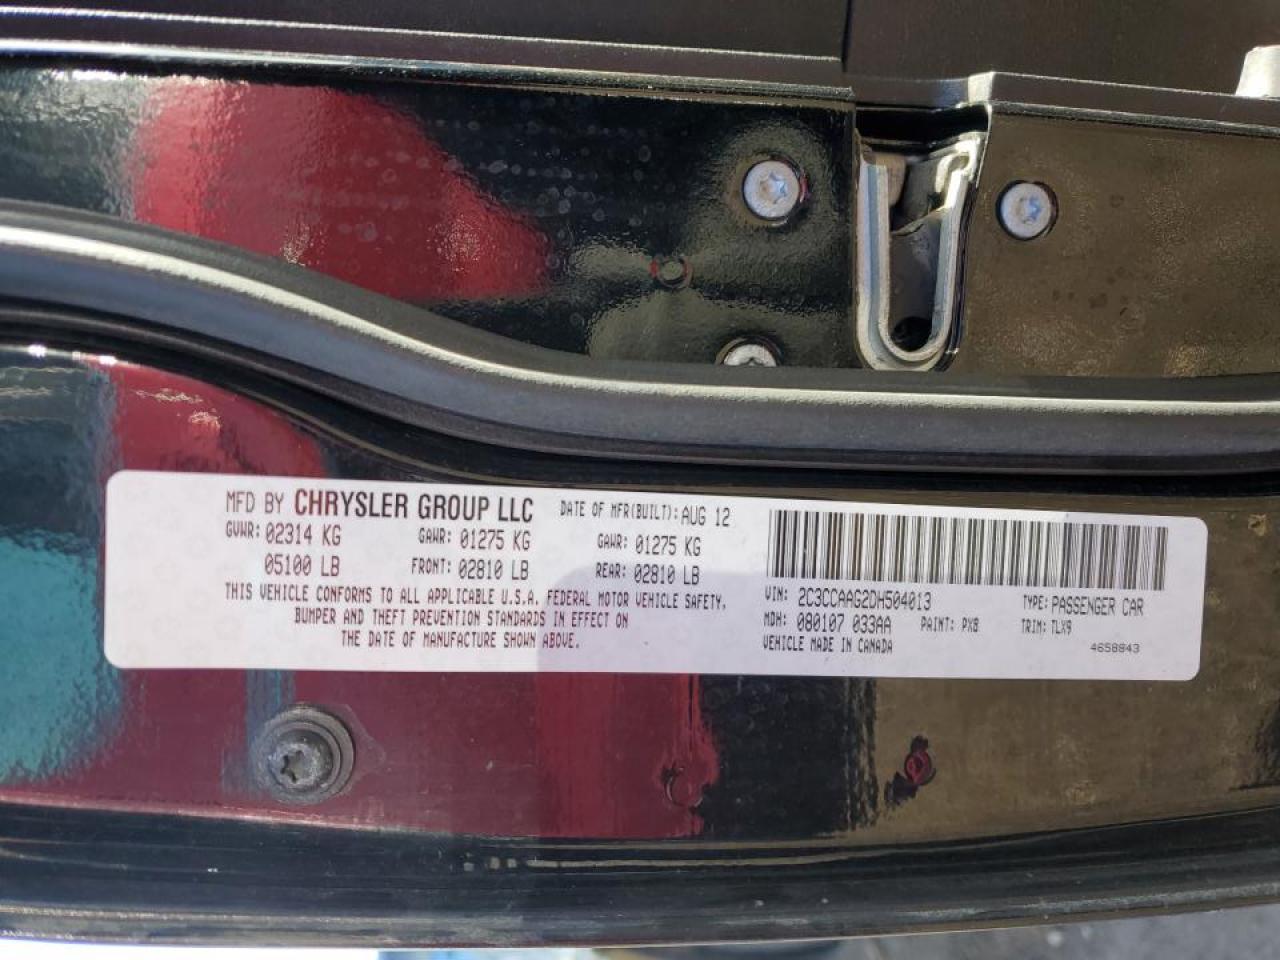 MFD BY CHRYSLER GROUP LLC DATE OF MFR(BUILT): AUG 12
GVWR: 02314 KG GAWR: 01275 KG GAWR: 01275 KG
05100 LB FRONT: 02810 LB REAR: 02810 LB
THIS VEHICLE CONFORMS TO ALL APPLICABLE U.S.A. FEDERAL MOTOR VEHICLE SAFETY,
BUMPER AND THEFT PREVENTION STANDARDS IN EFFECT ON
THE DATE OF MANUFACTURE SHOWN ABOVE.
VIN: 2C3CCAAG2DH504013 TYPE: PASSENGER CAR
MDH: 080107 033AA PAINT: PX8 TRIM: TLX9
VEHICLE MADE IN CANADA 4658843